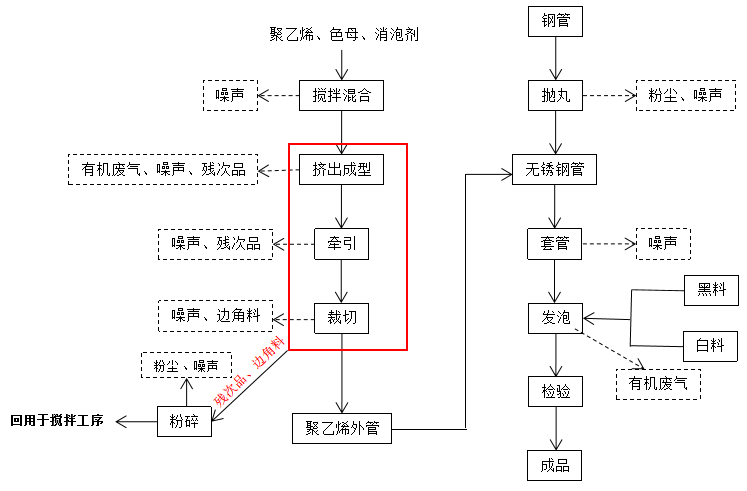 聚乙烯、色母、消泡剂
噪声
搅拌混合
有机废气、噪声、残次品
挤出成型
噪声、残次品
牵引
噪声、边角料
裁切
粉尘、噪声
残次品、边角料
回用于搅拌工序
粉碎
聚乙烯外管
钢管
抛丸
粉尘、噪声
无锈钢管
套管
噪声
黑料
发泡
白料
有机废气
检验
成品